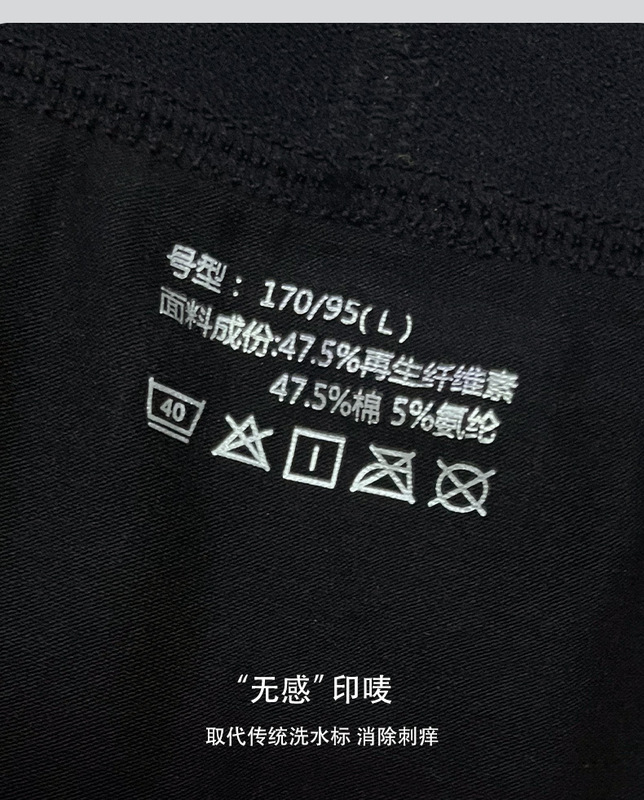 号型：170/95(L)
面料成份:47.5%再生纤维素
47.5%棉 5%氨纶
40
“无感”印唛
取代传统洗水标 消除刺痒